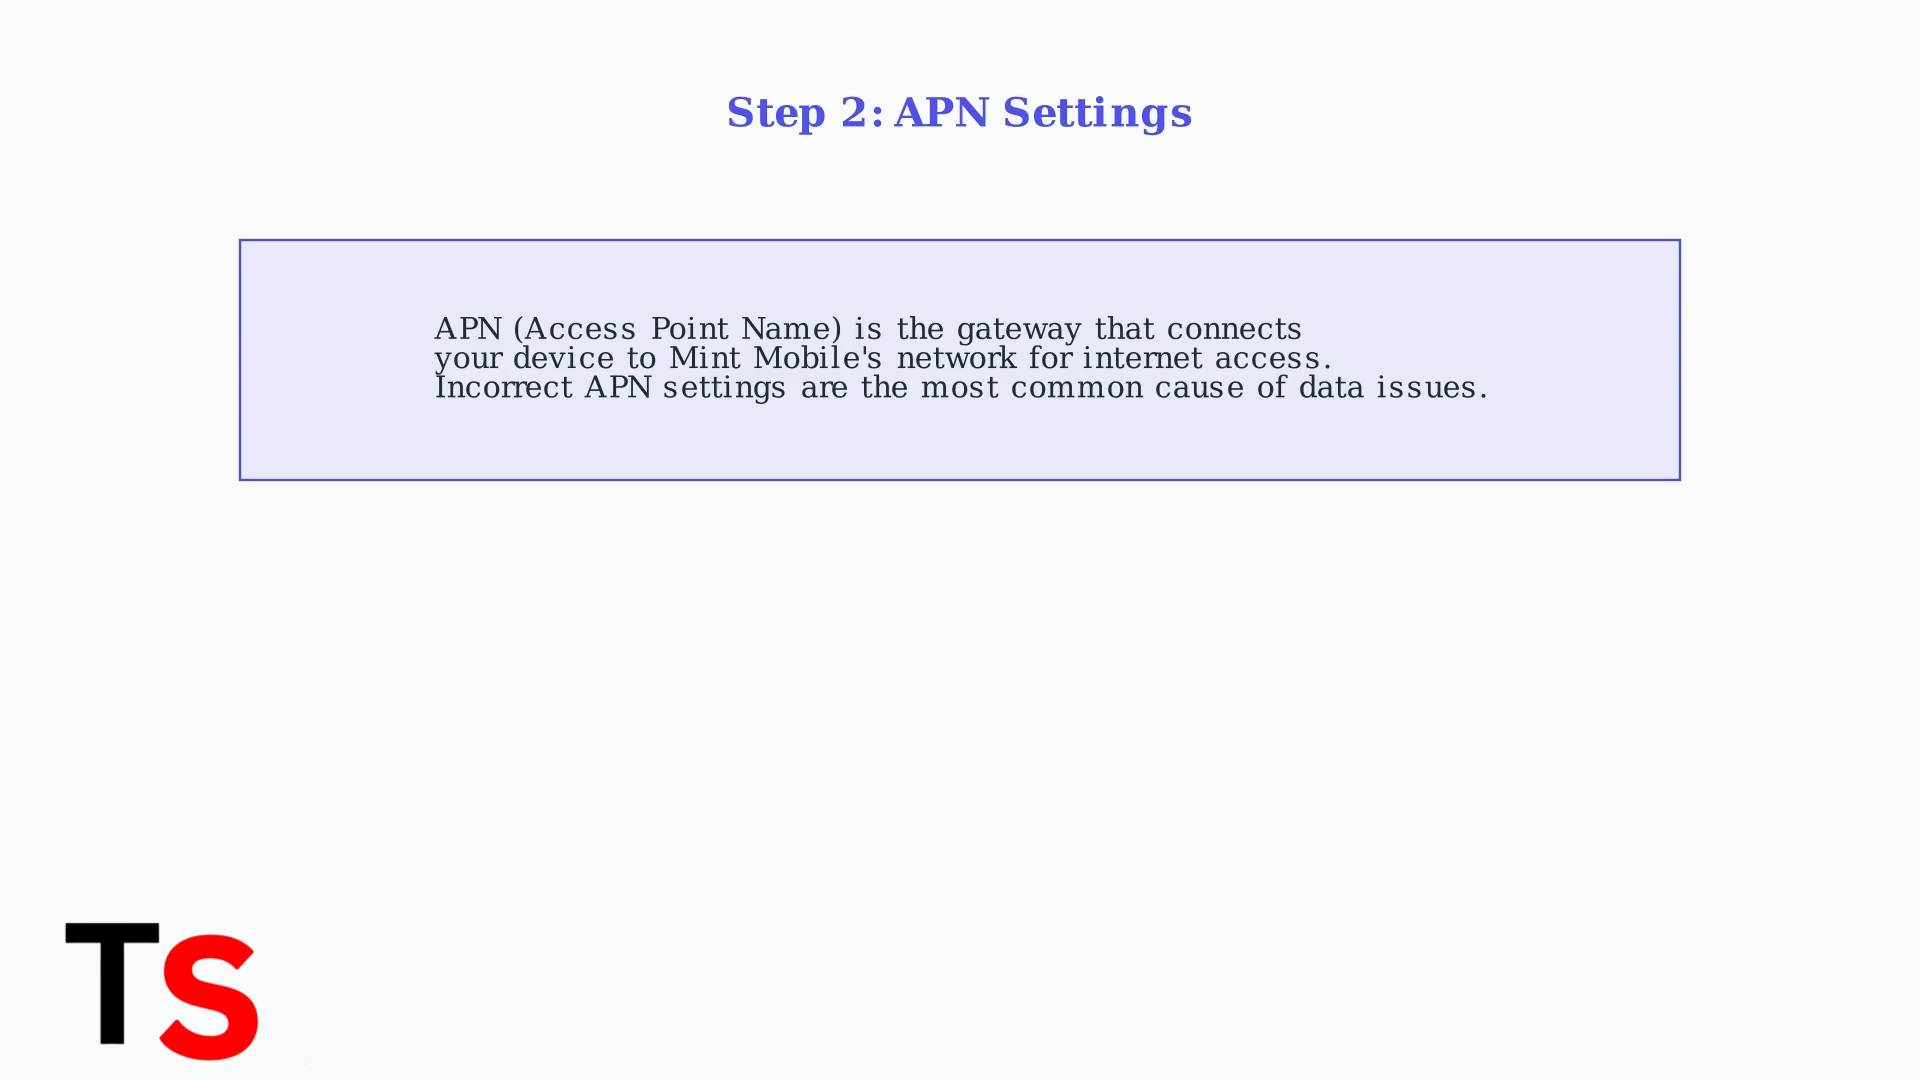 Step 2: APN Settings
APN (Access Point Name) is the gateway that connects
your device to Mint Mobile's network for internet access.
Incorrect APN settings are the most common cause of data issues.
TS